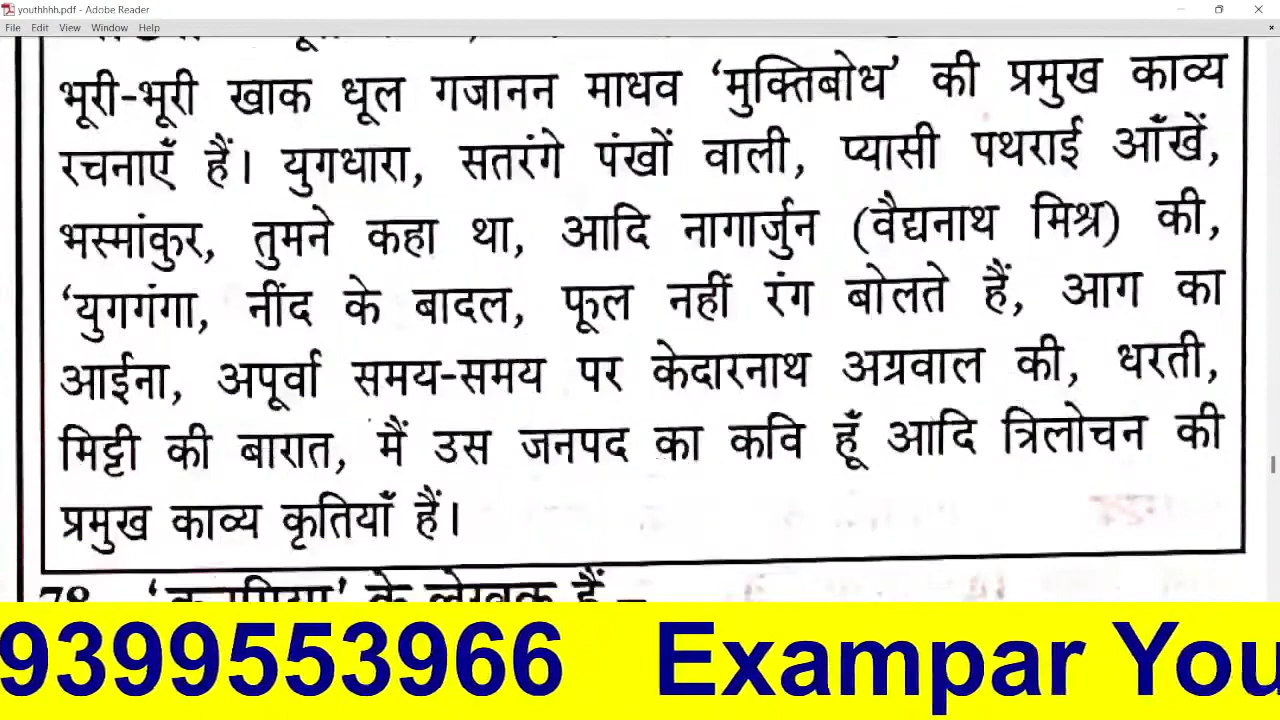 youthhhh.pdf - Adobe Reader
File Edit View Window Help
भूरी-भूरी खाक धूल गजानन माधव ‘मुक्तिबोध’ की प्रमुख काव्य
रचनाएँ हैं। युगधारा, सतरंगे पंखों वाली, प्यासी पथराई आँखें,
भस्मांकुर, तुमने कहा था, आदि नागार्जुन (वैद्यनाथ मिश्र) की,
‘युगगंगा, नींद के बादल, फूल नहीं रंग बोलते हैं, आग का
आईना, अपूर्वा समय-समय पर केदारनाथ अग्रवाल की, धरती,
मिट्टी की बारात, मैं उस जनपद का कवि हूँ आदि त्रिलोचन की
प्रमुख काव्य कृतियाँ हैं।
78. के लेखक हैं –
9399553966 Exampar You